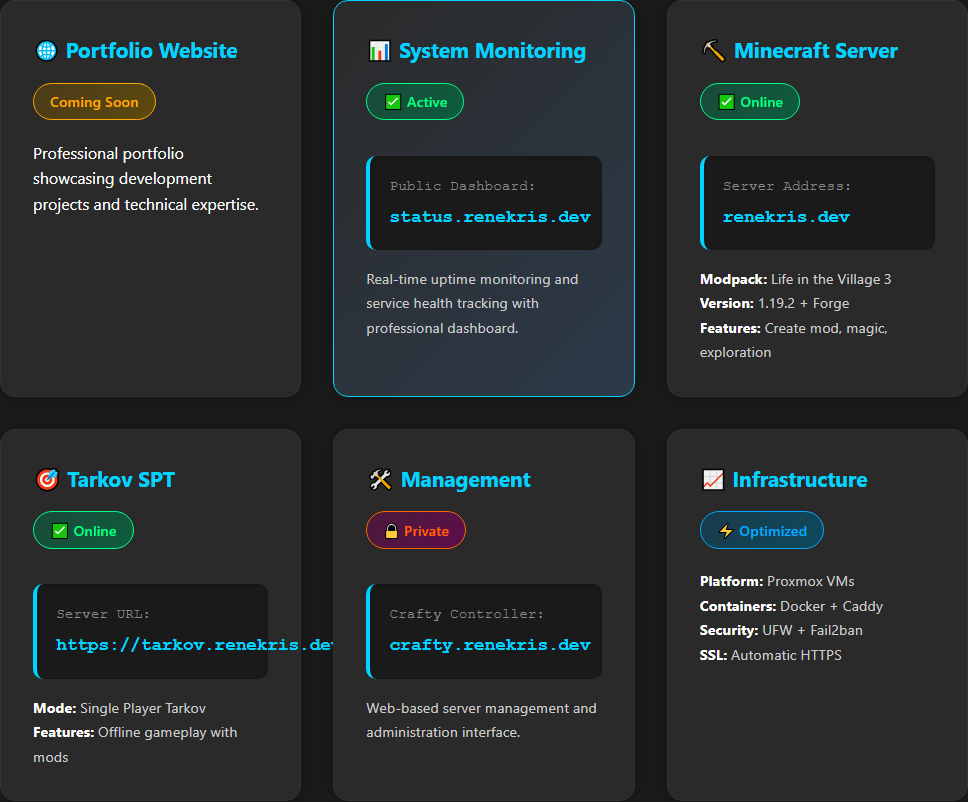 Portfolio Website
Coming Soon
Professional portfolio
showcasing development
projects and technical expertise.
System Monitoring
Active
Public Dashboard:
status.renekris.dev
Real-time uptime monitoring and
service health tracking with
professional dashboard.
Minecraft Server
Online
Server Address:
renekris.dev
Modpack: Life in the Village 3
Version: 1.19.2 + Forge
Features: Create mod, magic,
exploration
Tarkov SPT
Online
Server URL:
https://tarkov.renekris.dev
Mode: Single Player Tarkov
Features: Offline gameplay with
mods
Management
Private
Crafty Controller:
crafty.renekris.dev
Web-based server management and
administration interface.
Infrastructure
Optimized
Platform: Proxmox VMs
Containers: Docker + Caddy
Security: UFW + Fail2ban
SSL: Automatic HTTPS